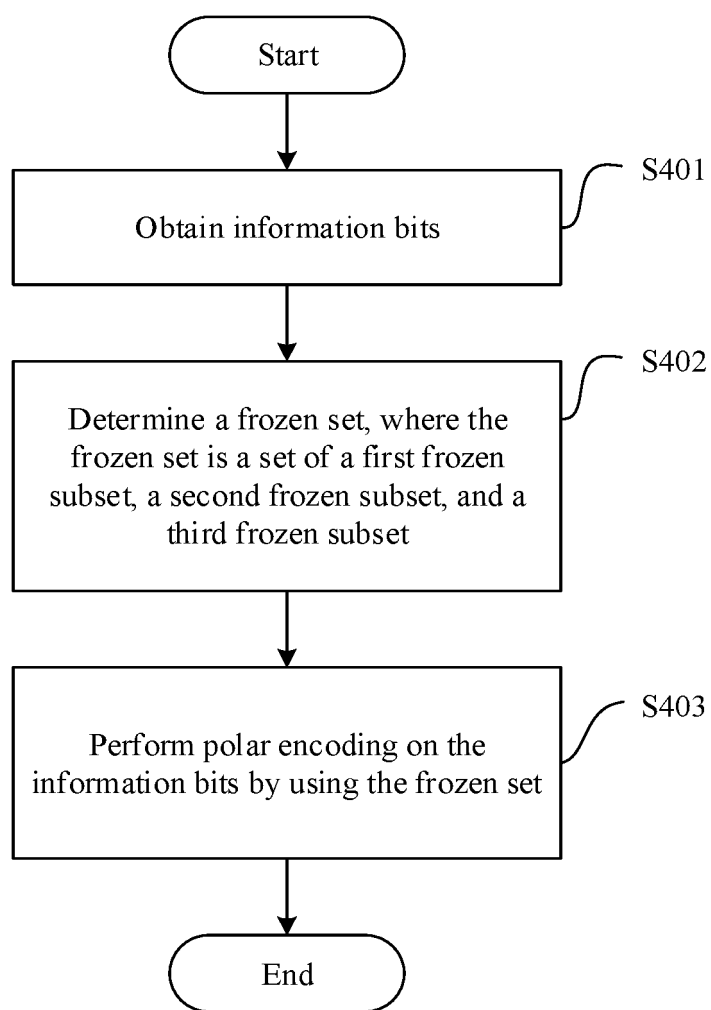 Start
S401
Obtain information bits
S402
Determine a frozen set, where the
frozen set is a set of a first frozen
subset, a second frozen subset, and a
third frozen subset
S403
Perform polar encoding on the
information bits by using the frozen set
End